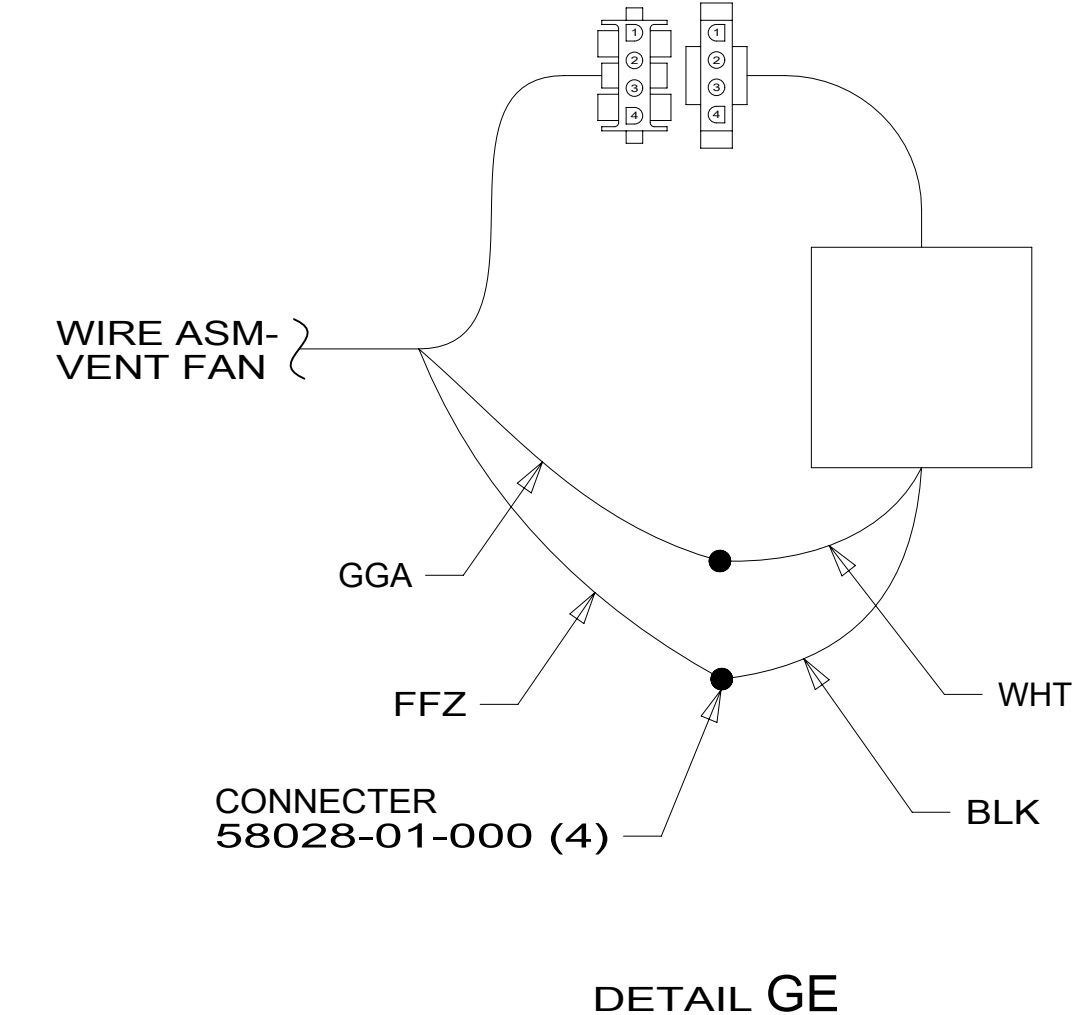 1 1
2 2
3 3
4 4
WIRE ASM-
VENT FAN
GGA
FFZ
WHT
CONNECTER
58028-01-000 (4)
BLK
DETAIL GE